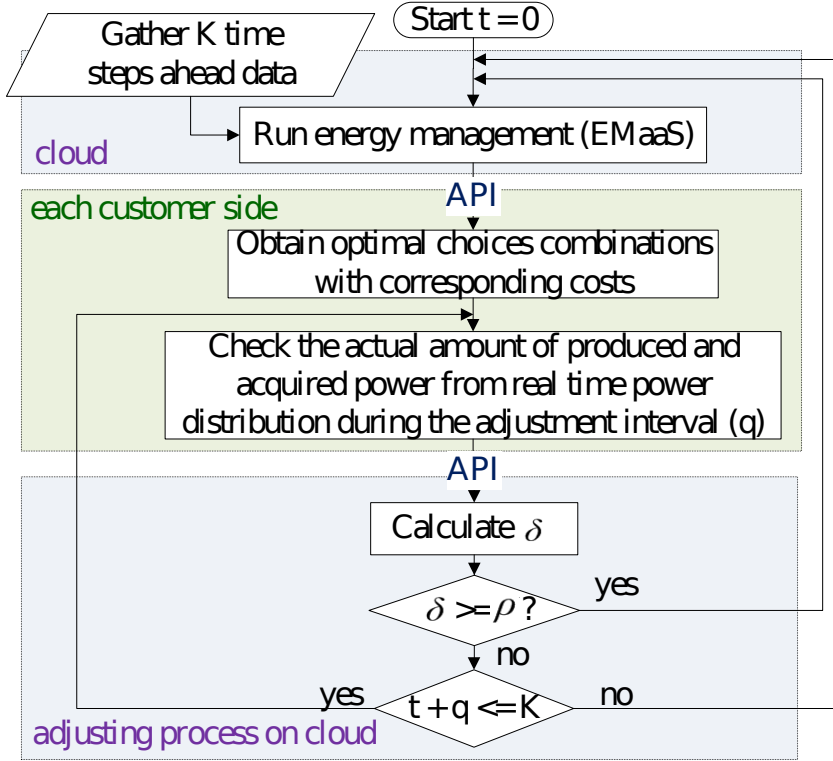 Start t = 0
Gather K time
steps ahead data
Run energy management (EMaaS)
cloud
API
each customer side
Obtain optimal choices combinations
with corresponding costs
Check the actual amount of produced and
acquired power from real time power
distribution during the adjustment interval (q)
API
Calculate δ
δ >= ρ ?
yes
no
t + q <= K
yes
no
adjusting process on cloud